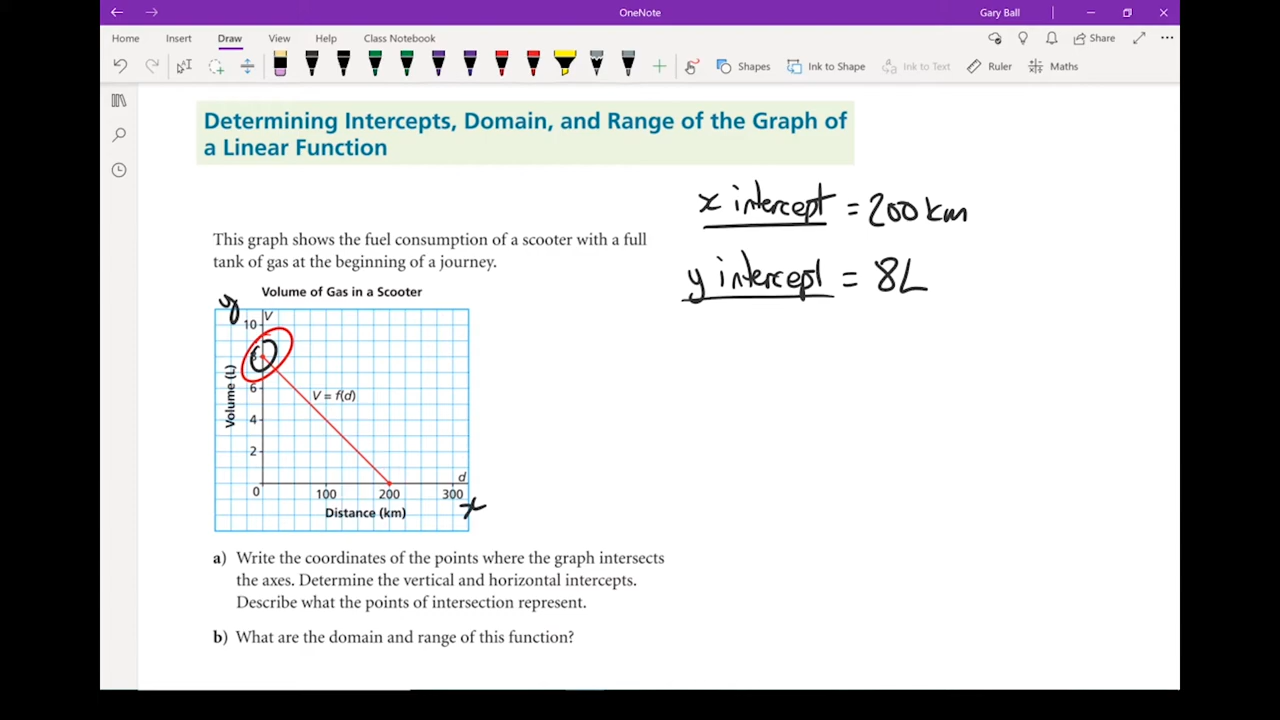 OneNote
Gary Ball
Home Insert Draw View Help Class Notebook
Share
Shapes Ink to Shape Ink to Text Ruler Maths
Determining Intercepts, Domain, and Range of the Graph of
a Linear Function
x intercept = 200 km
y intercept = 8L
This graph shows the fuel consumption of a scooter with a full
tank of gas at the beginning of a journey.
Volume of Gas in a Scooter
y
V
10
8
6
4
2
0
Volume (L)
V = f(d)
d
100 200 300
x
Distance (km)
a) Write the coordinates of the points where the graph intersects
the axes. Determine the vertical and horizontal intercepts.
Describe what the points of intersection represent.
b) What are the domain and range of this function?